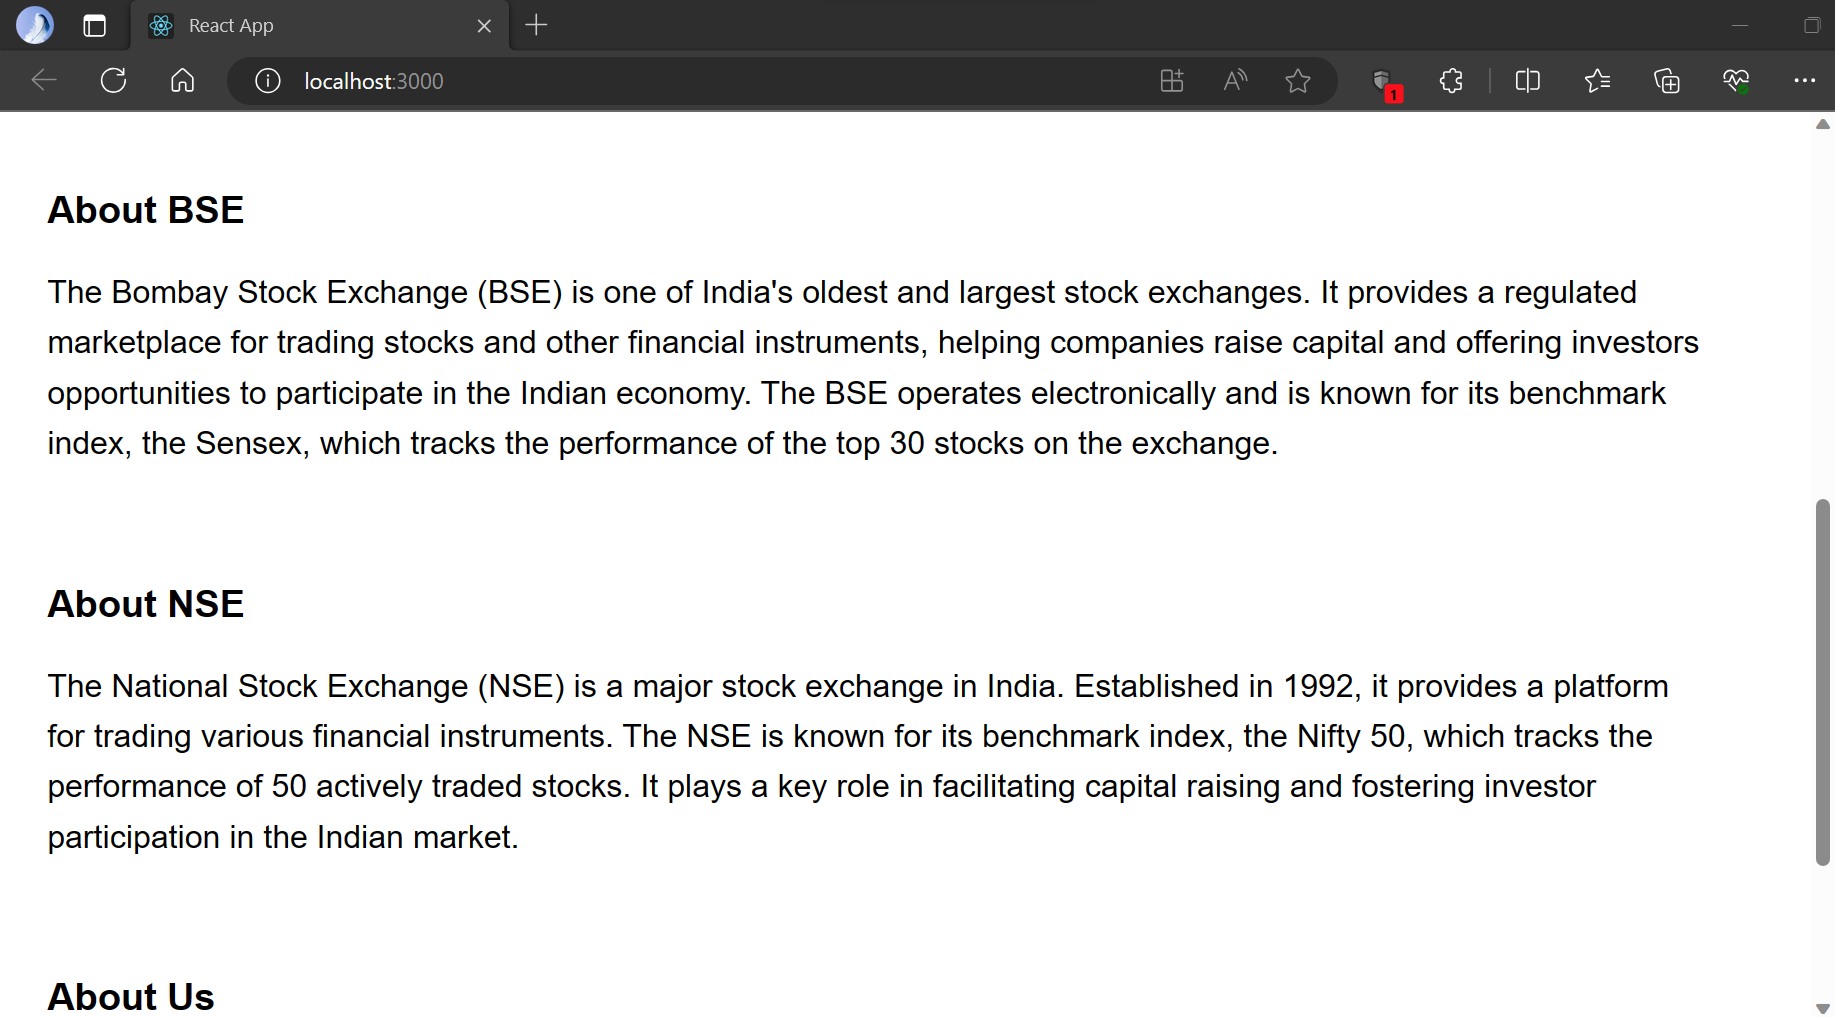 React App
localhost:3000
1
About BSE
The Bombay Stock Exchange (BSE) is one of India's oldest and largest stock exchanges. It provides a regulated
marketplace for trading stocks and other financial instruments, helping companies raise capital and offering investors
opportunities to participate in the Indian economy. The BSE operates electronically and is known for its benchmark
index, the Sensex, which tracks the performance of the top 30 stocks on the exchange.
About NSE
The National Stock Exchange (NSE) is a major stock exchange in India. Established in 1992, it provides a platform
for trading various financial instruments. The NSE is known for its benchmark index, the Nifty 50, which tracks the
performance of 50 actively traded stocks. It plays a key role in facilitating capital raising and fostering investor
participation in the Indian market.
About Us